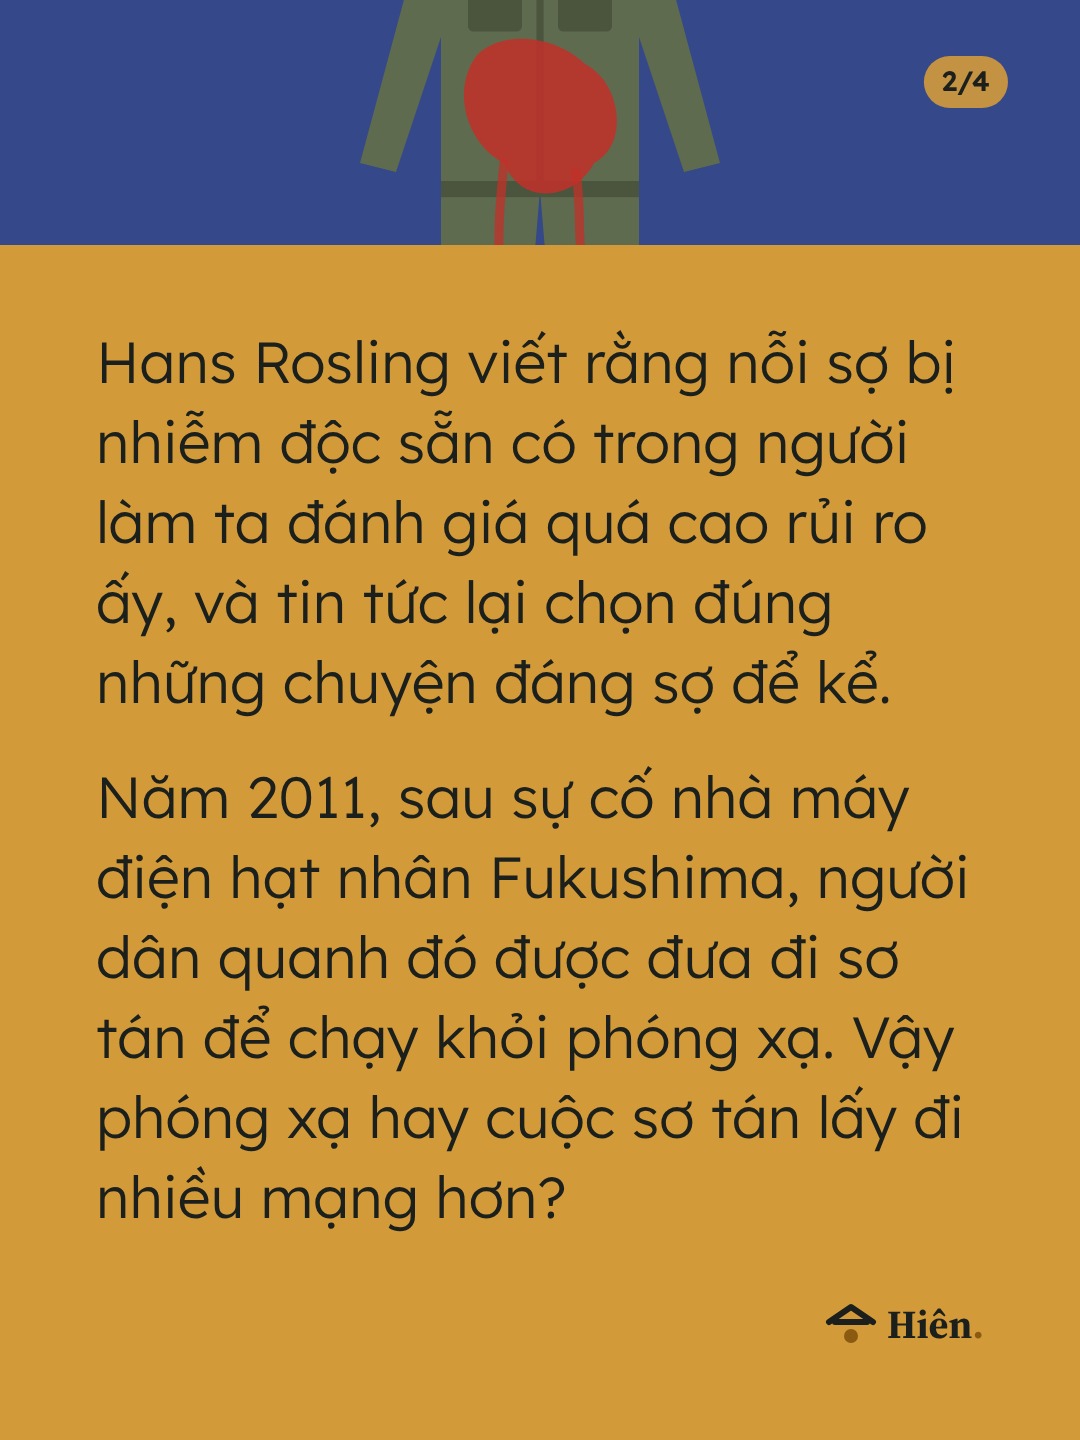 2/4
Hans Rosling viết rằng nỗi sợ bị
nhiễm độc sẵn có trong người
làm ta đánh giá quá cao rủi ro
ấy, và tin tức lại chọn đúng
những chuyện đáng sợ để kể.
Năm 2011, sau sự cố nhà máy
điện hạt nhân Fukushima, người
dân quanh đó được đưa đi sơ
tán để chạy khỏi phóng xạ. Vậy
phóng xạ hay cuộc sơ tán lấy đi
nhiều mạng hơn?
Hiên.